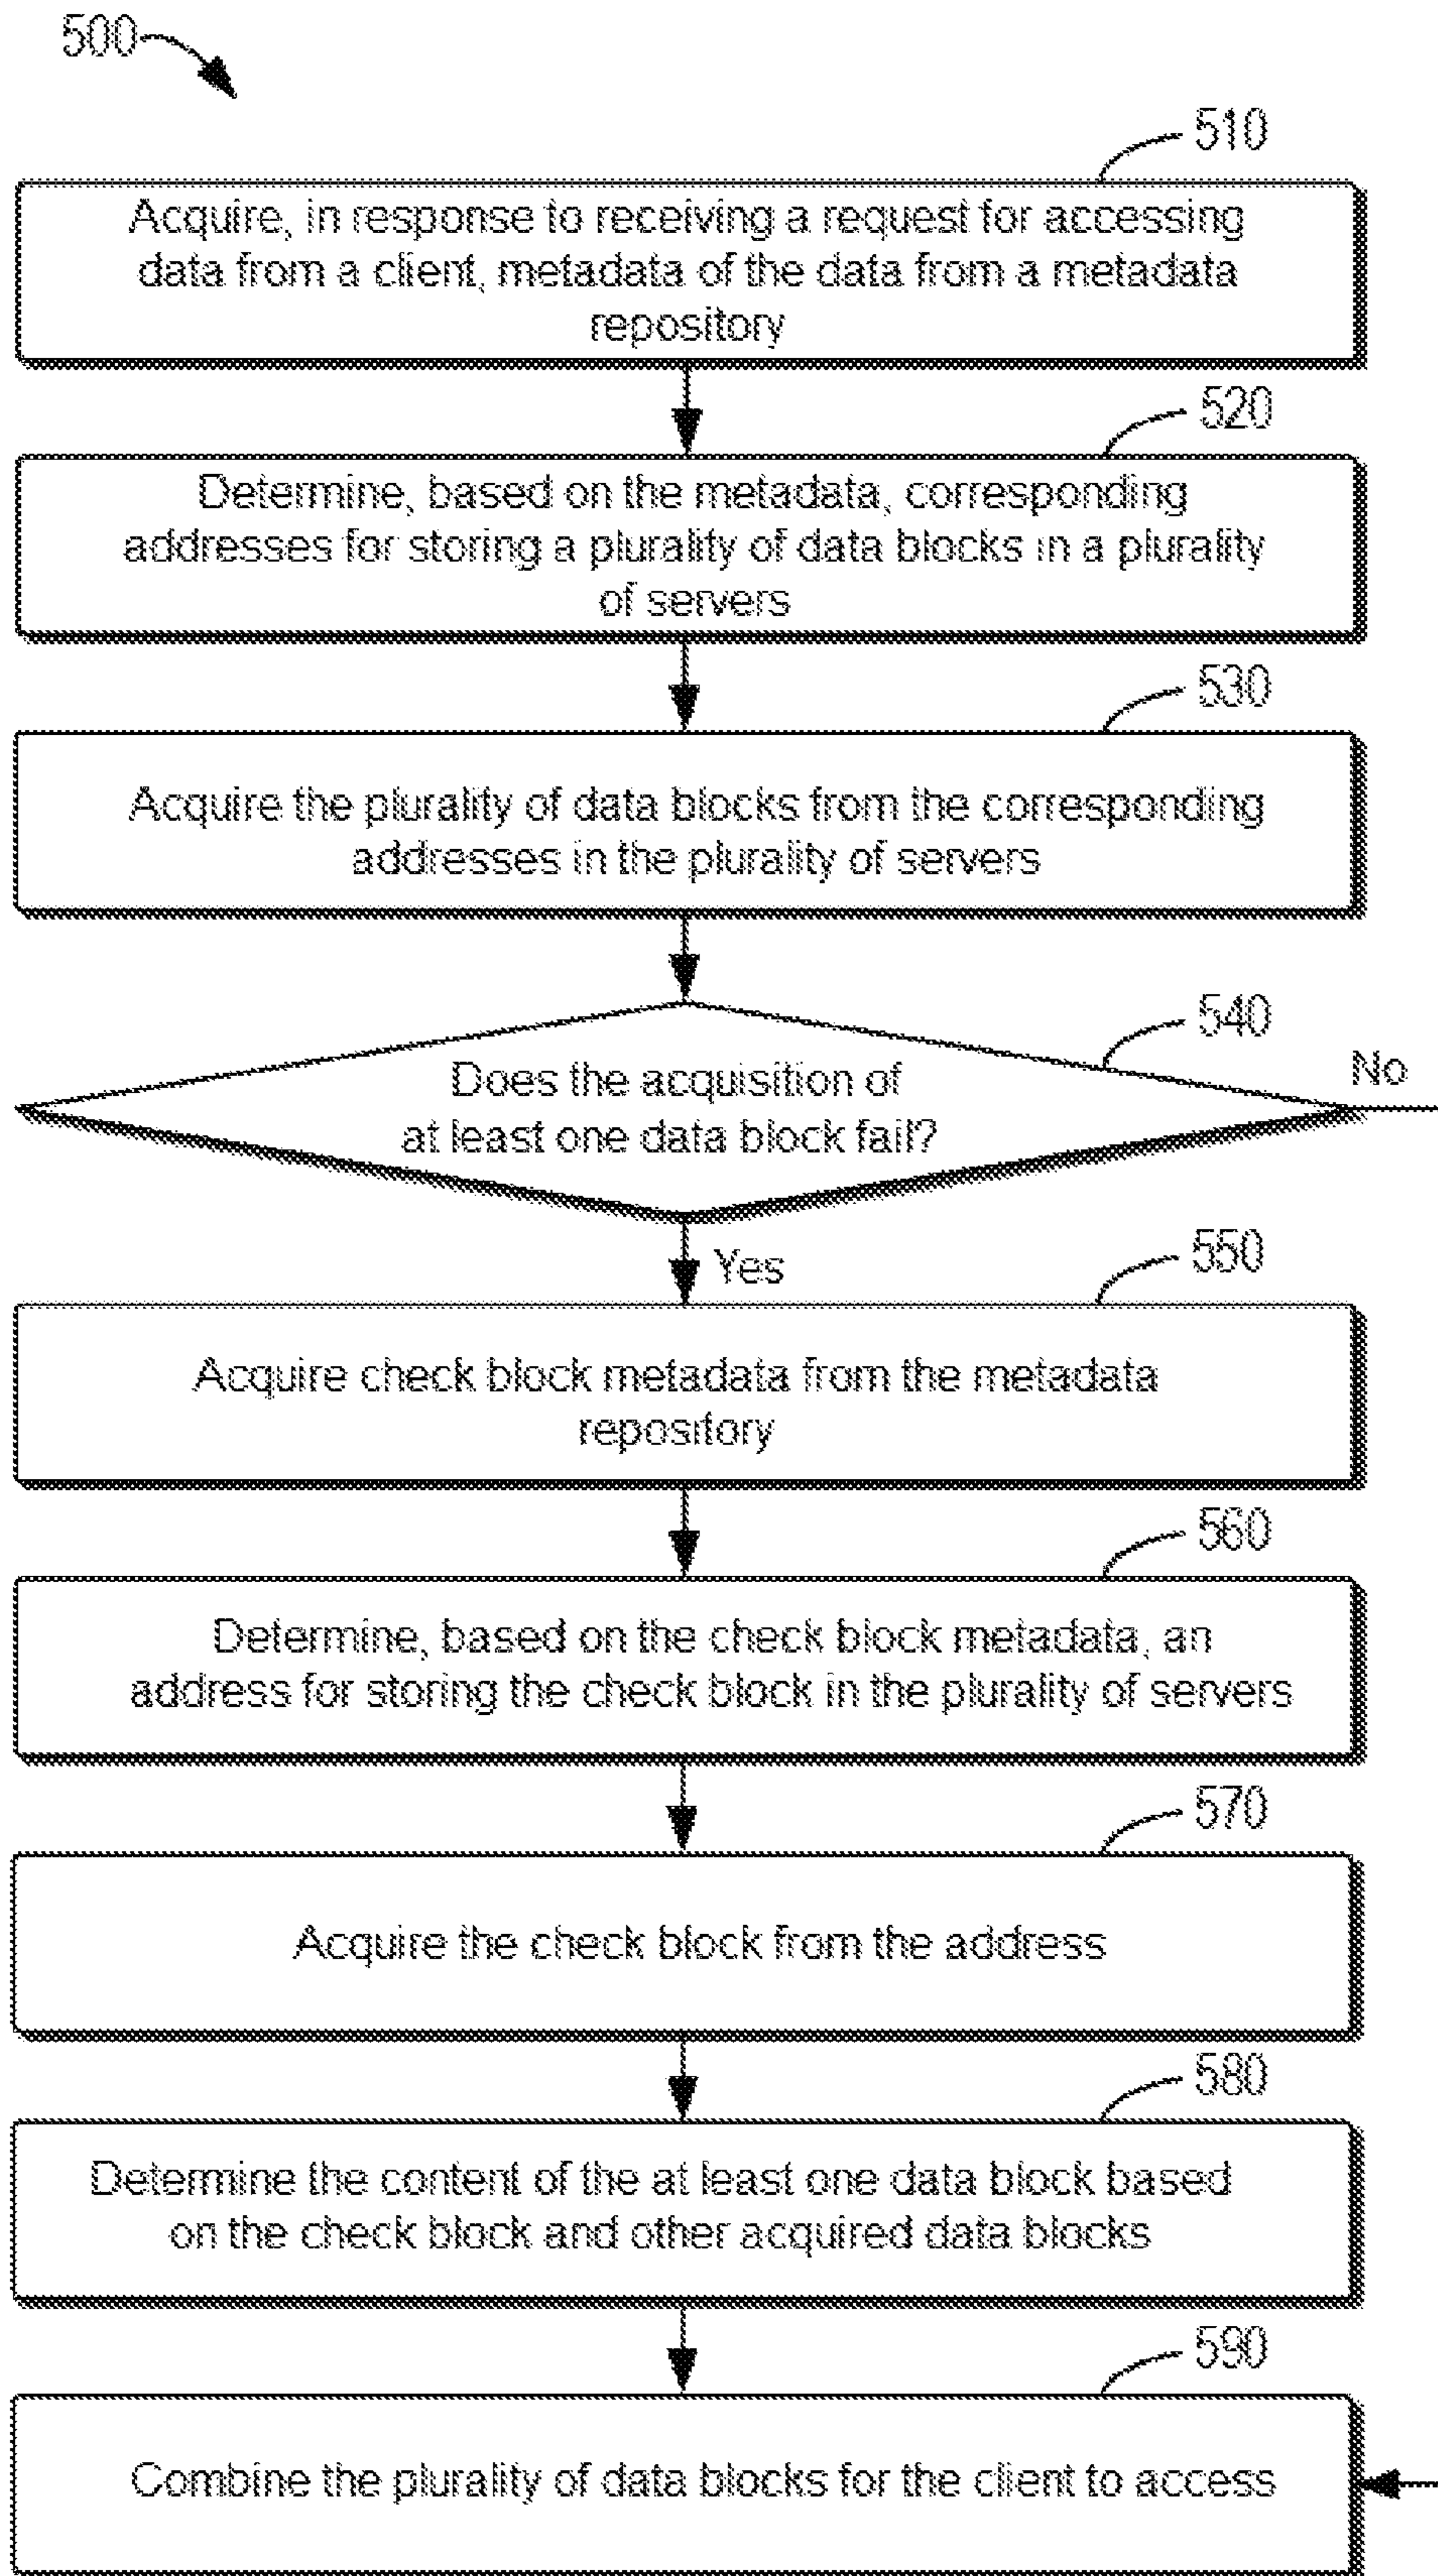 500
510
Acquire, in response to receiving a request for accessing
data from a client, metadata of the data from a metadata
repository
520
Determine, based on the metadata, corresponding
addresses for storing a plurality of data blocks in a plurality
of servers
530
Acquire the plurality of data blocks from the corresponding
addresses in the plurality of servers
540
Does the acquisition of
at least one data block fail?
No
Yes
550
Acquire check block metadata from the metadata
repository
560
Determine, based on the check block metadata, an
address for storing the check block in the plurality of servers
570
Acquire the check block from the address
580
Determine the content of the at least one data block based
on the check block and other acquired data blocks
590
Combine the plurality of data blocks for the client to access